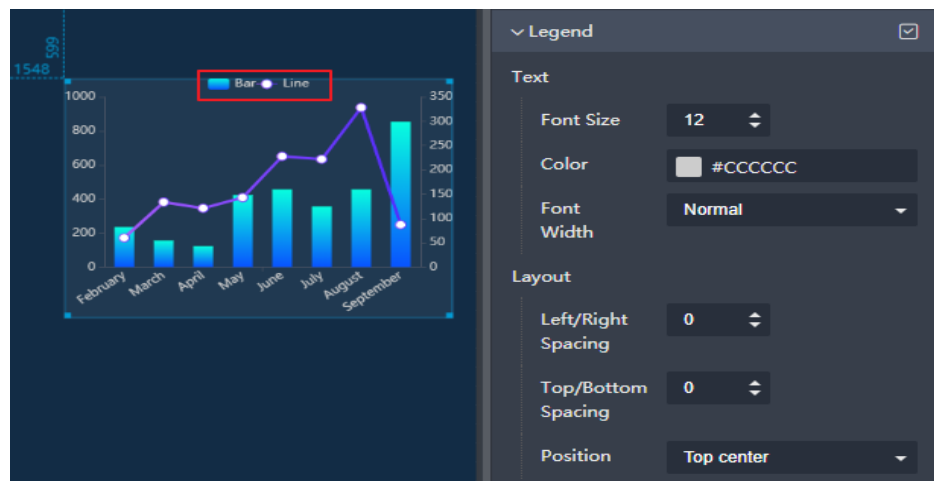 599
1548
Bar Line
1000
800
600
400
200
0
350
300
250
200
150
100
50
0
February
March
April
May
June
July
August
September
Legend
Text
Font Size 12
Color #CCCCCC
Font
Width
Normal
Layout
Left/Right
Spacing
0
Top/Bottom
Spacing
0
Position Top center